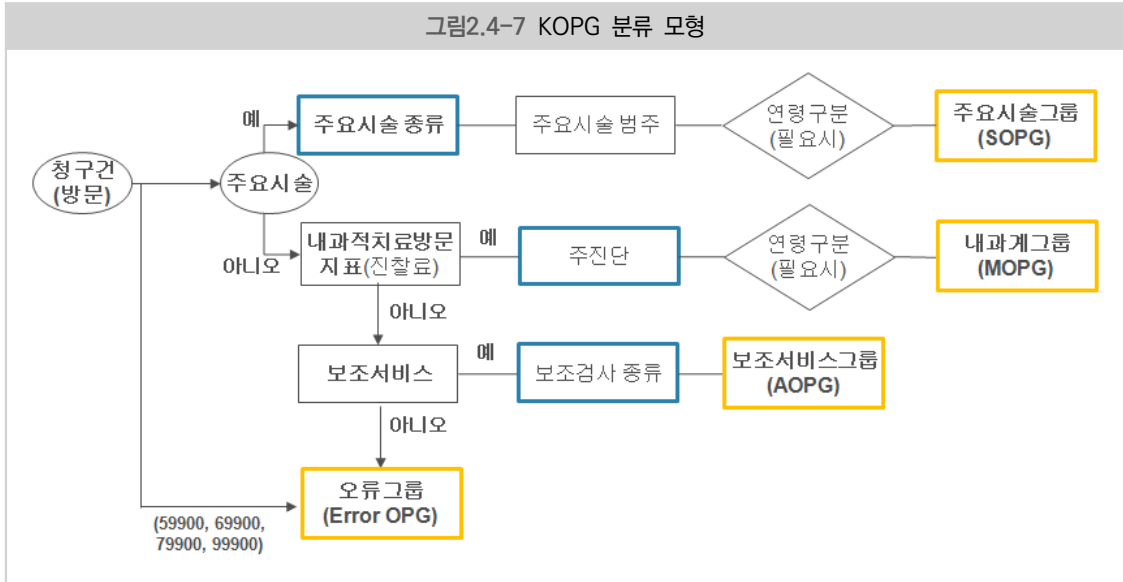 그림2.4-7 KOPG 분류 모형
예
주요시술 종류
주요시술 범주
연령구분
(필요시)
주요시술그룹
(SOPG)
청구건
(방문)
주요시술
아니오
내과적치료방문
지표(진찰료)
예
주진단
연령구분
(필요시)
내과계그룹
(MOPG)
아니오
보조서비스
예
보조검사 종류
보조서비스그룹
(AOPG)
아니오
오류그룹
(Error OPG)
(59900, 69900,
79900, 99900)